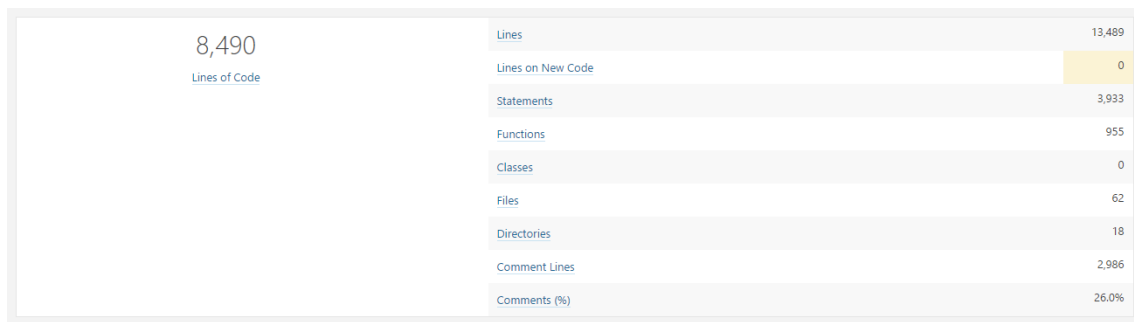 8,490
Lines of Code
Lines 13,489
Lines on New Code 0
Statements 3,933
Functions 955
Classes 0
Files 62
Directories 18
Comment Lines 2,986
Comments (%) 26.0%